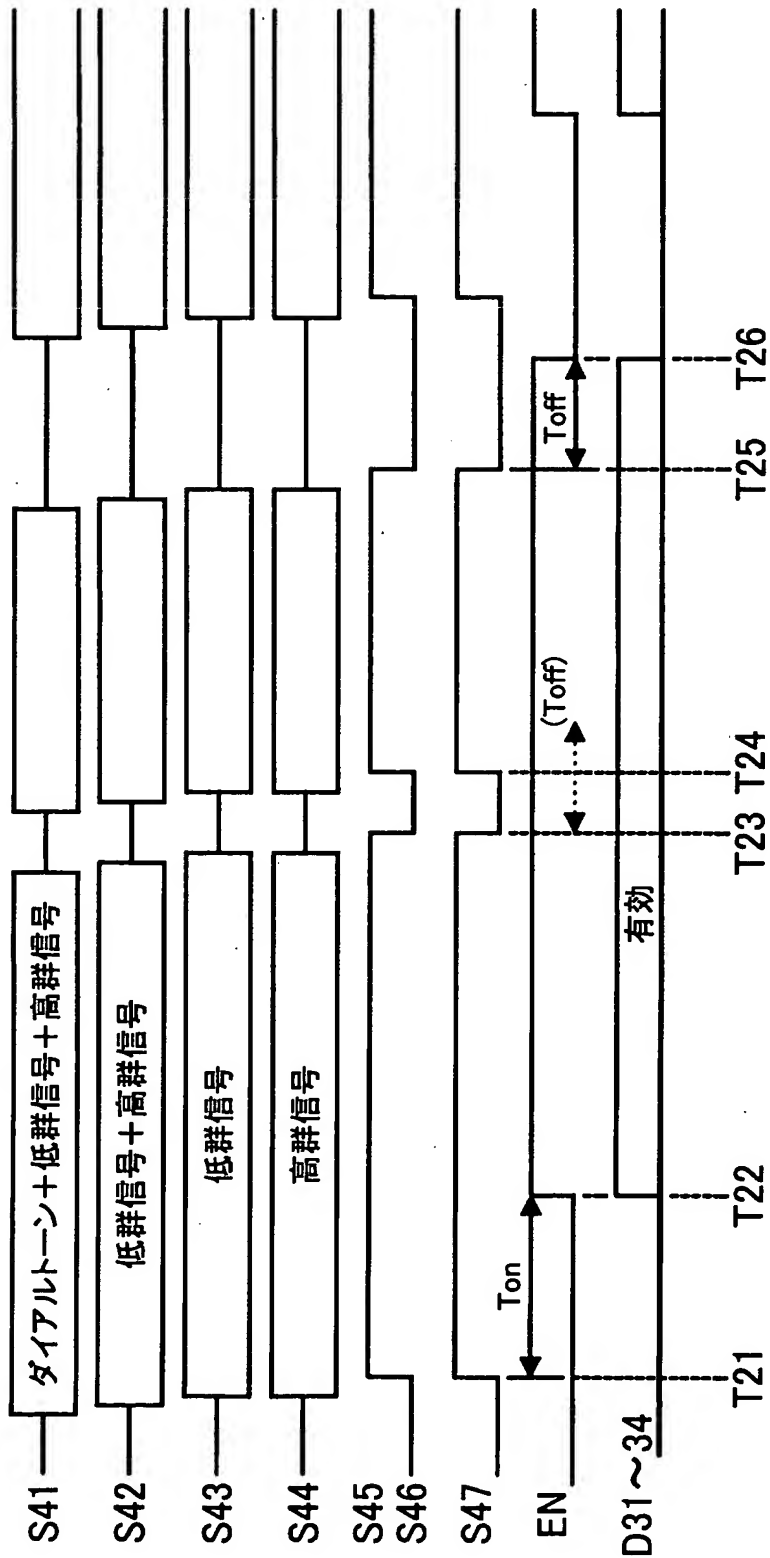 S41
ダイアルトーン+低群信号+高群信号
S42
低群信号+高群信号
S43
低群信号
S44
高群信号
S45
S46
S47
EN
Ton
(Toff)
Toff
D31～34
有効
T21
T22
T23
T24
T25
T26